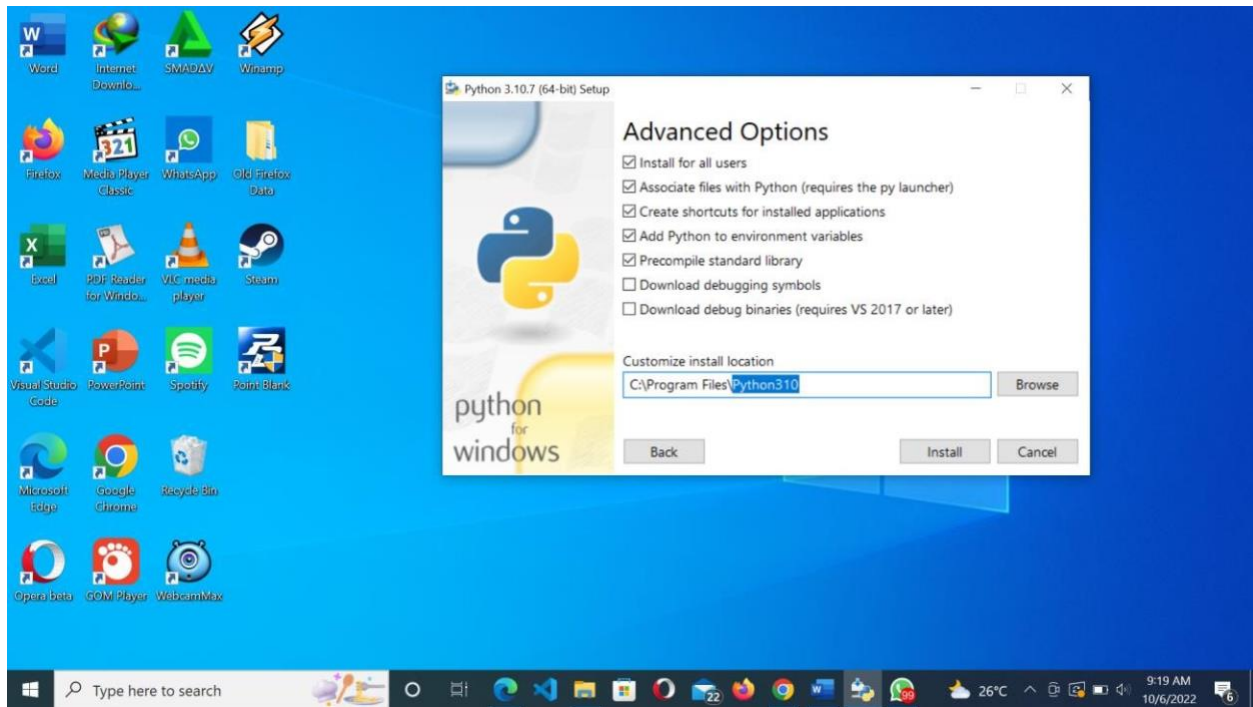 Word
Internet
Downlo...
SMADAV
Winamp
Firefox
321
Media Player
Classic
WhatsApp
Old Firefox
Data
Excel
PDF Reader
for Windo...
VLC media
player
Steam
Visual Studio
Code
PowerPoint
Spotify
Point Blank
Microsoft
Edge
Google
Chrome
Recycle Bin
Opera beta
GOM Player
WebcamMax
Python 3.10.7 (64-bit) Setup
Advanced Options
Install for all users
Associate files with Python (requires the py launcher)
Create shortcuts for installed applications
Add Python to environment variables
Precompile standard library
Download debugging symbols
Download debug binaries (requires VS 2017 or later)
Customize install location
C:\Program Files\Python310
Browse
python
for
windows
Back
Install
Cancel
Type here to search
22
99
26°C
9:19 AM
10/6/2022
6